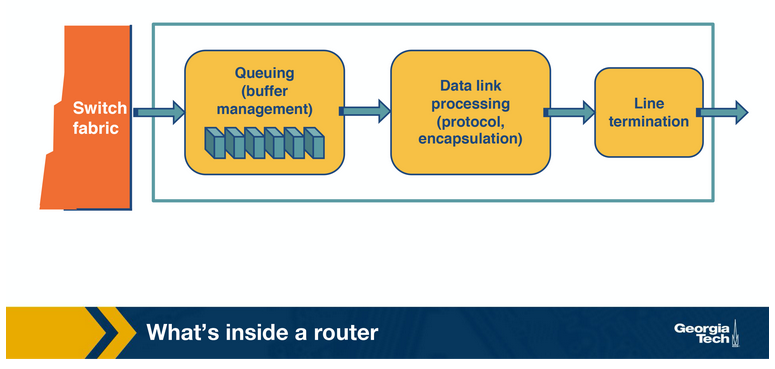 Switch
fabric
Queuing
(buffer
management)
Data link
processing
(protocol,
encapsulation)
Line
termination
What’s inside a router
Georgia
Tech